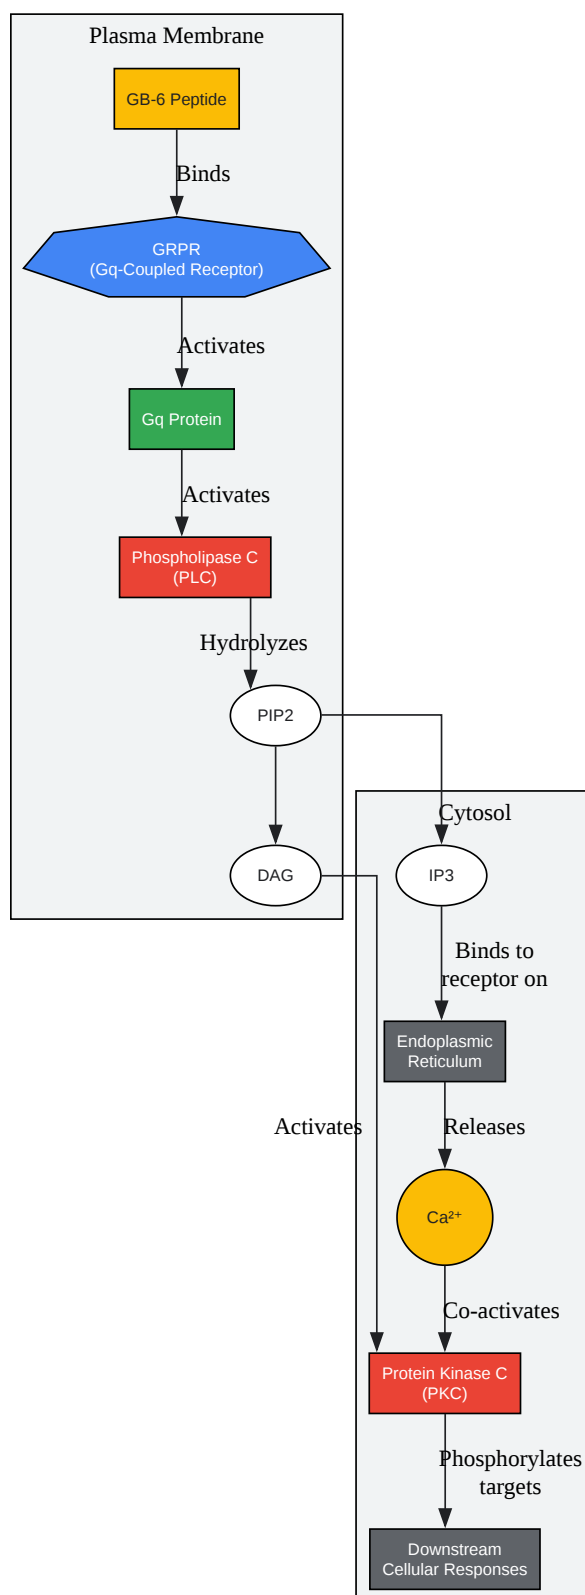 Plasma Membrane
GB-6 Peptide
Binds
GRPR
(Gq-Coupled Receptor)
Activates
Gq Protein
Activates
Phospholipase C
(PLC)
Hydrolyzes
PIP2
Cytosol
DAG
IP3
Binds to
receptor on
Endoplasmic
Reticulum
Activates
Releases
Ca²⁺
Co-activates
Protein Kinase C
(PKC)
Phosphorylates
targets
Downstream
Cellular Responses